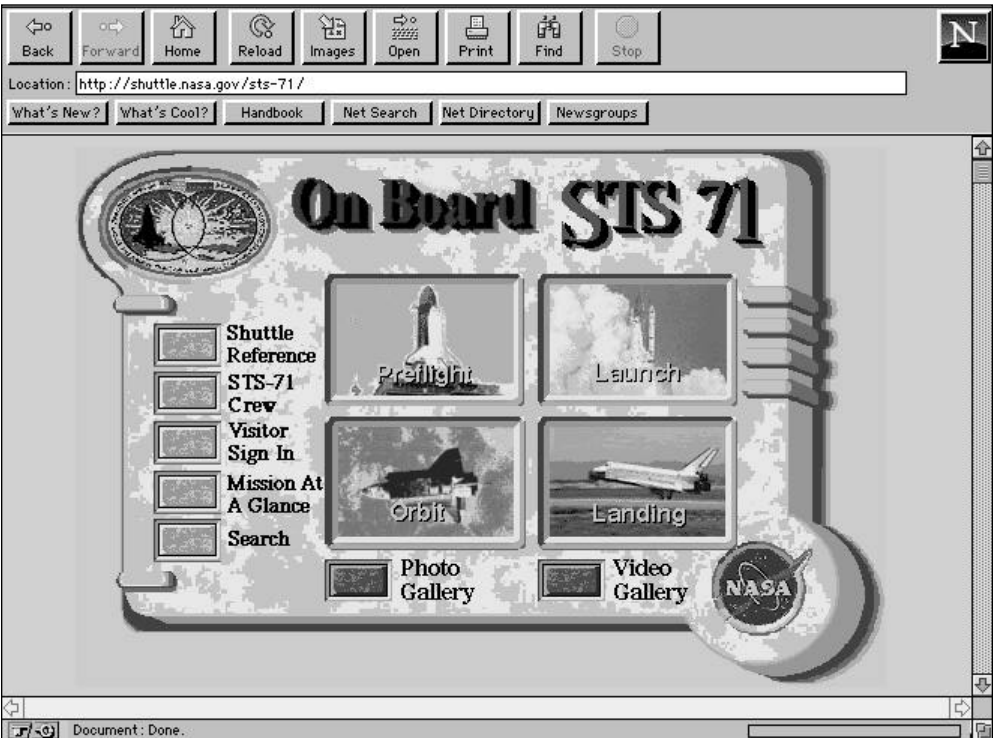 Back
Forward
Home
Reload
Images
Open
Print
Find
Stop
N
Location: http://shuttle.nasa.gov/sts-71/
What's New?
What's Cool?
Handbook
Net Search
Net Directory
Newsgroups
On Board STS 71
Shuttle
Reference
STS-71
Crew
Visitor
Sign In
Mission At
A Glance
Search
Preflight
Launch
Orbit
Landing
Photo
Gallery
Video
Gallery
NASA
Document: Done.